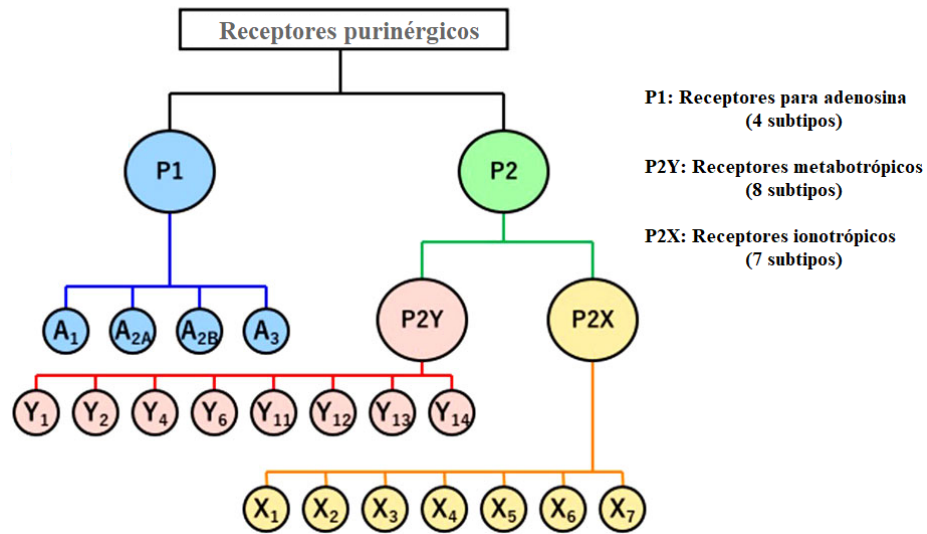 Receptores purinérgicos
P1: Receptores para adenosina
(4 subtipos)
P2Y: Receptores metabotrópicos
(8 subtipos)
P2X: Receptores ionotrópicos
(7 subtipos)
P1 P2
P2Y P2X
A1 A2A A2B A3
Y1 Y2 Y4 Y6 Y11 Y12 Y13 Y14
X1 X2 X3 X4 X5 X6 X7